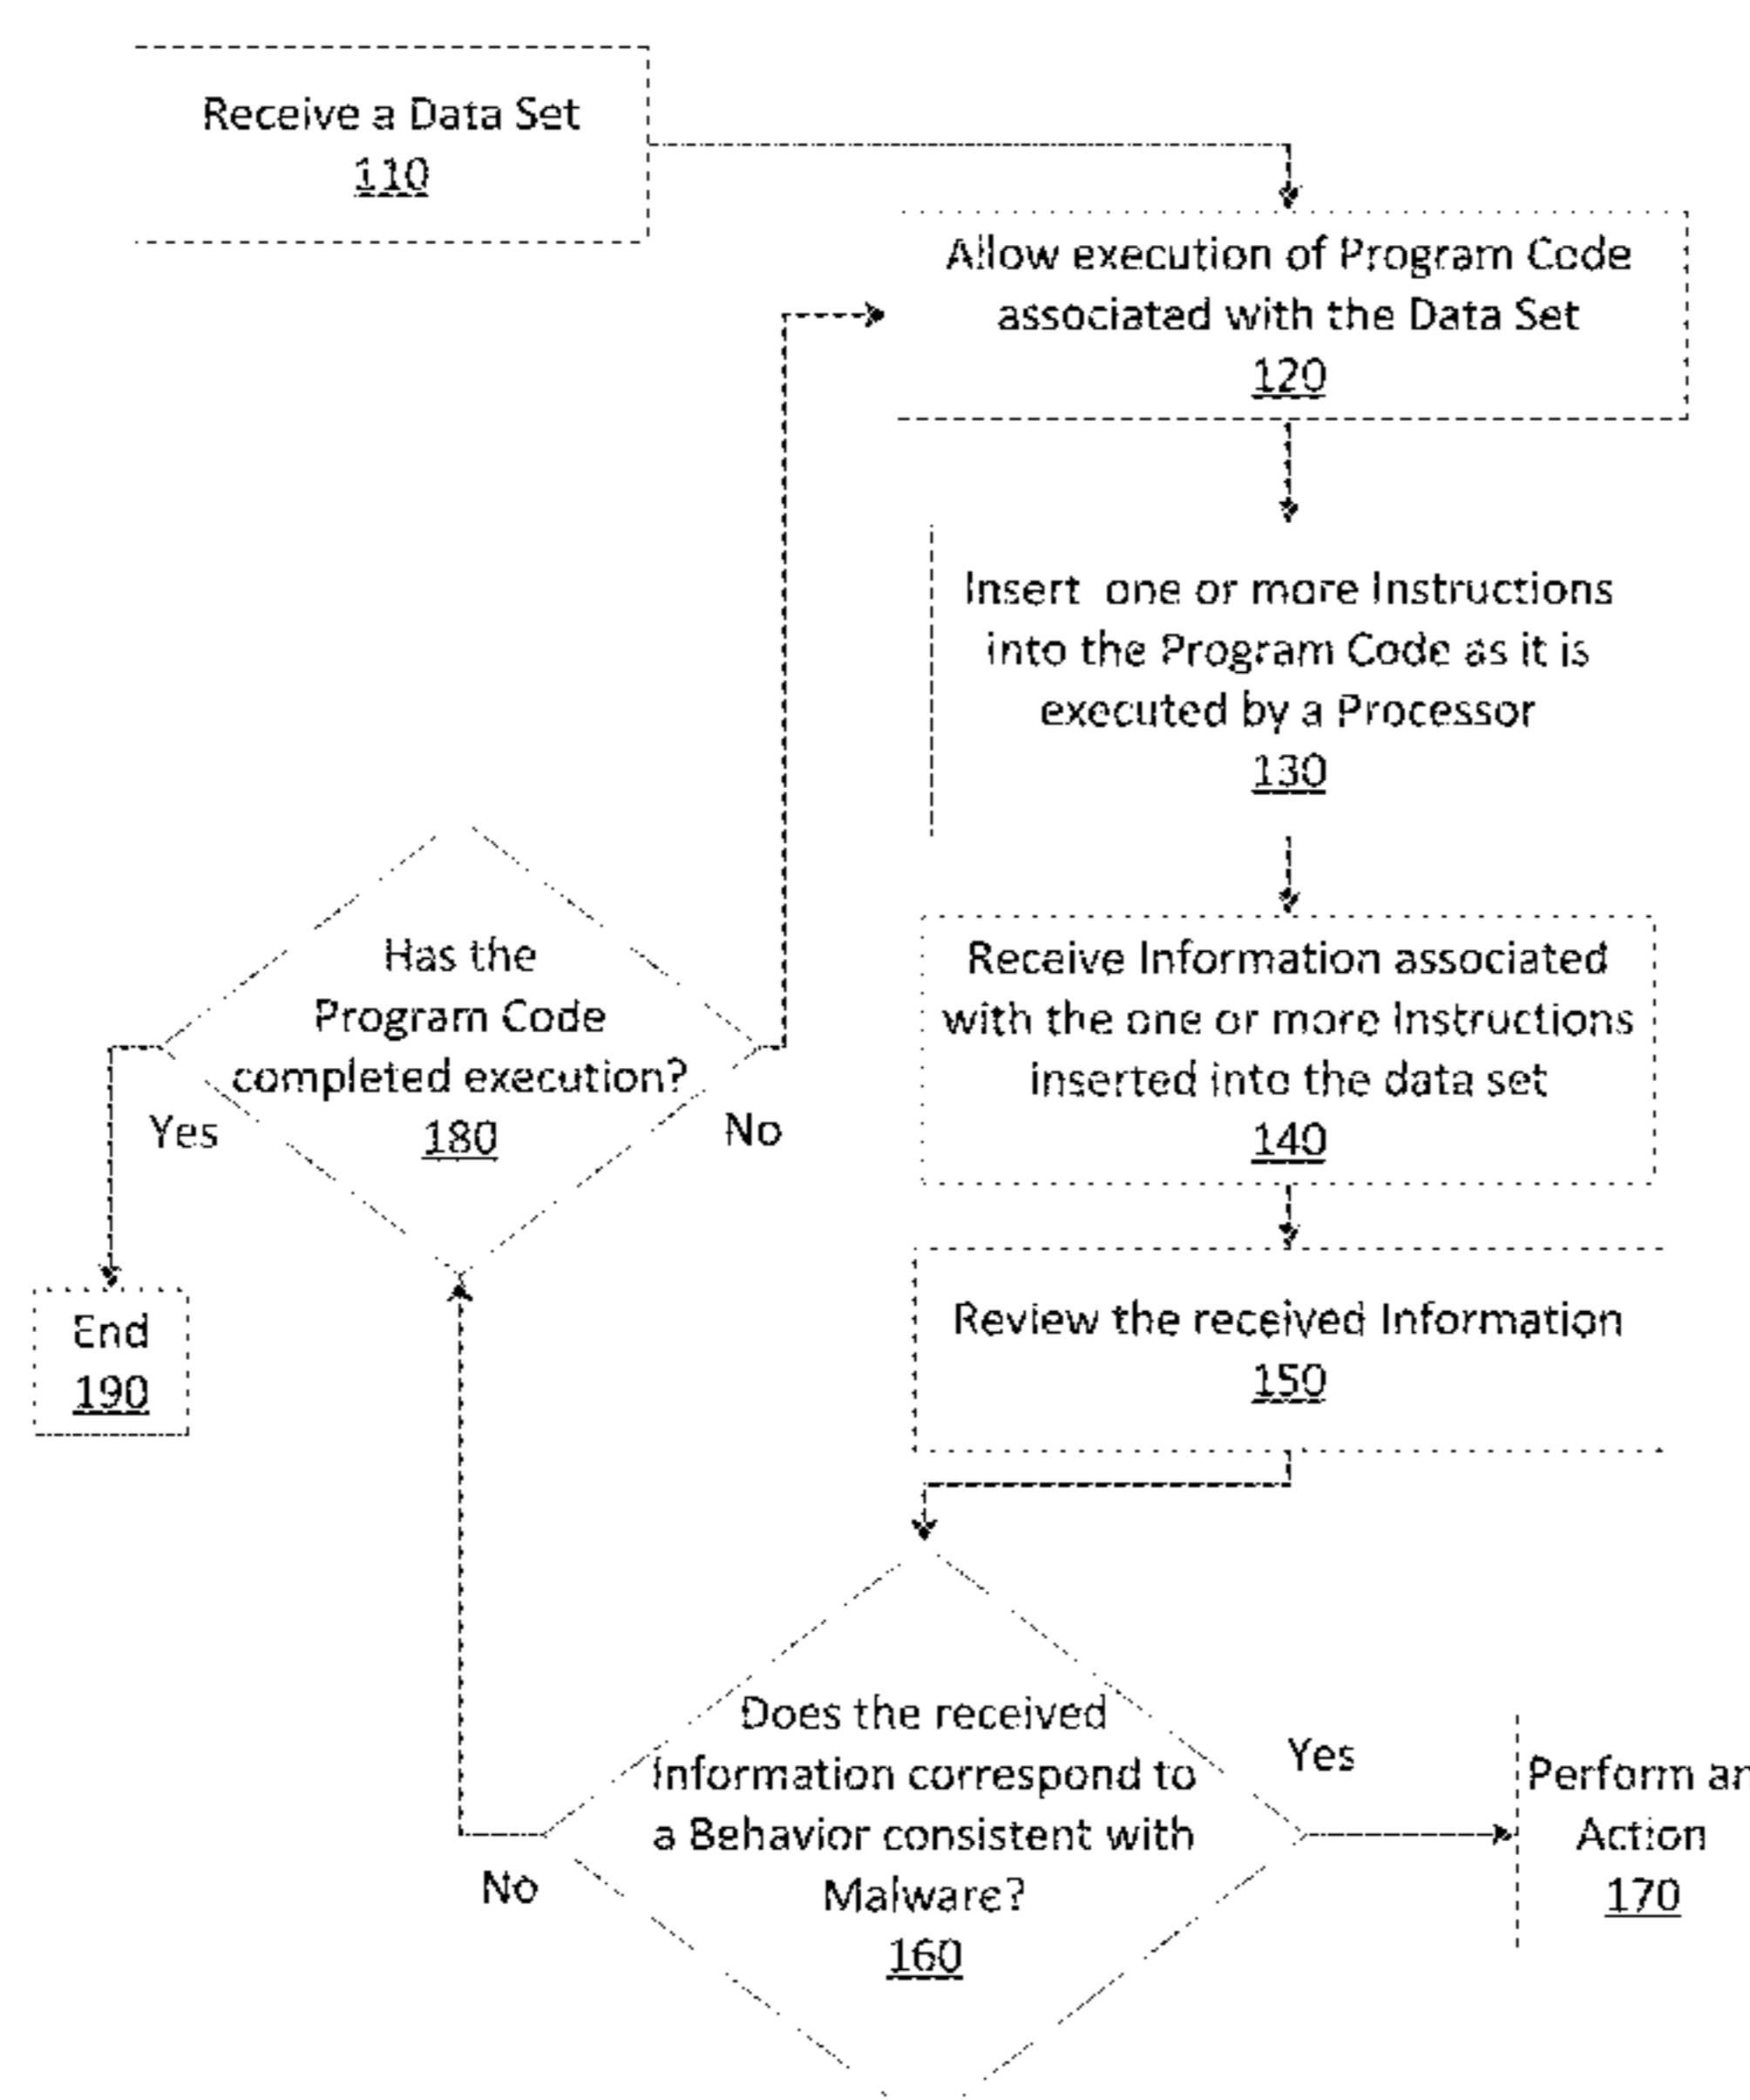 Receive a Data Set
110
Allow execution of Program Code
associated with the Data Set
120
Insert one or more Instructions
into the Program Code as it is
executed by a Processor
130
Receive Information associated
with the one or more Instructions
inserted into the data set
140
Review the received Information
150
Does the received
Information correspond to
a Behavior consistent with
Malware?
160
Yes
No
Perform an
Action
170
Has the
Program Code
completed execution?
180
Yes
No
End
190